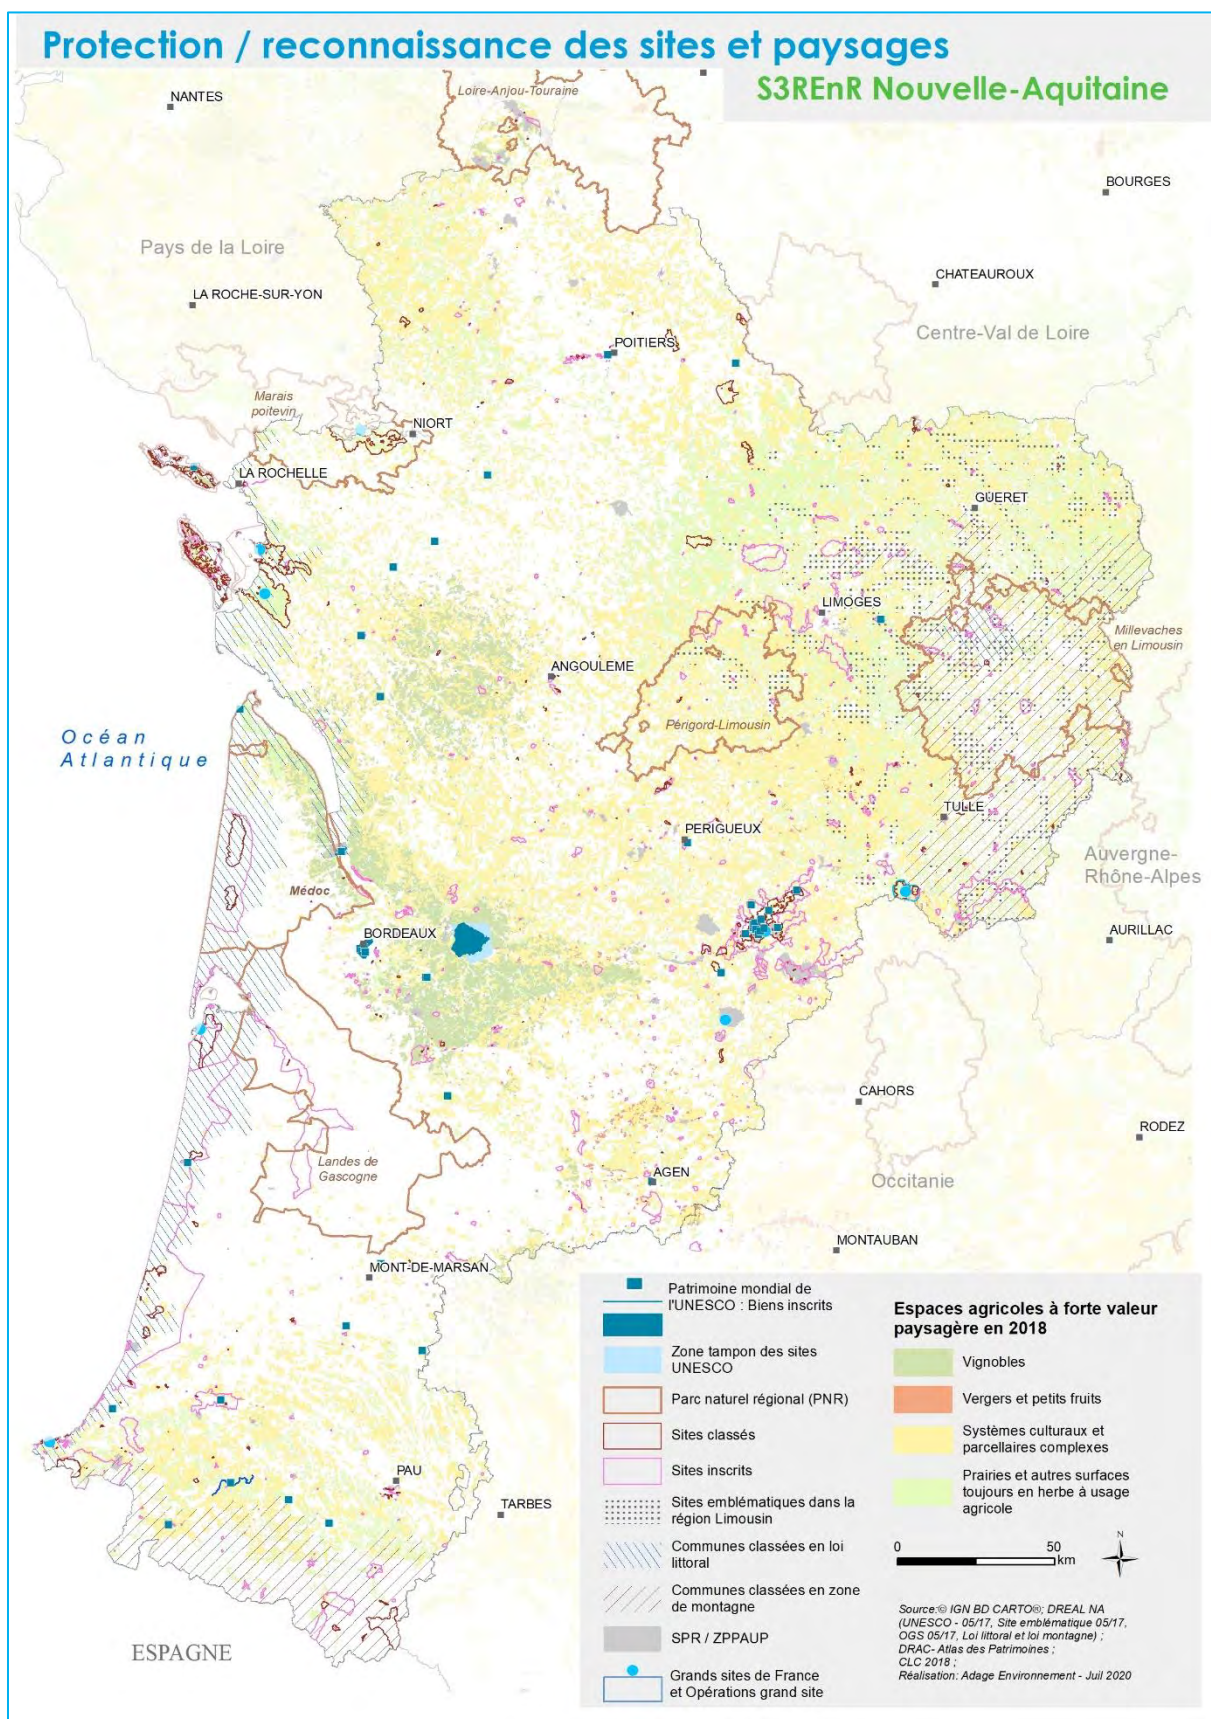 Protection / reconnaissance des sites et paysages
S3REnR Nouvelle-Aquitaine
Loire-Anjou-Touraine
NANTES
BOURGES
Pays de la Loire
CHATEAUROUX
LA ROCHE-SUR-YON
Centre-Val de Loire
POITIERS
Marais
poitevin
NIORT
LA ROCHELLE
GUERET
LIMOGES
Millevaches
en Limousin
ANGOULEME
Périgord-Limousin
Océan
Atlantique
TULLE
PERIGUEUX
Auvergne-
Rhône-Alpes
Médoc
BORDEAUX
AURILLAC
CAHORS
RODEZ
Landes de
Gascogne
AGEN
Occitanie
MONTAUBAN
MONT-DE-MARSAN
PAU
TARBES
ESPAGNE
Patrimoine mondial de
l'UNESCO : Biens inscrits
Zone tampon des sites
UNESCO
Parc naturel régional (PNR)
Sites classés
Sites inscrits
Sites emblématiques dans la
région Limousin
Communes classées en loi
littoral
Communes classées en zone
de montagne
SPR / ZPPAUP
Grands sites de France
et Opérations grand site
Espaces agricoles à forte valeur
paysagère en 2018
Vignobles
Vergers et petits fruits
Systèmes culturaux et
parcellaires complexes
Prairies et autres surfaces
toujours en herbe à usage
agricole
0 50
km
N
Source:© IGN BD CARTO®; DREAL NA
(UNESCO - 05/17, Site emblématique 05/17,
OGS 05/17, Loi littoral et loi montagne) ;
DRAC- Atlas des Patrimoines ;
CLC 2018 ;
Réalisation: Adage Environnement - Juil 2020